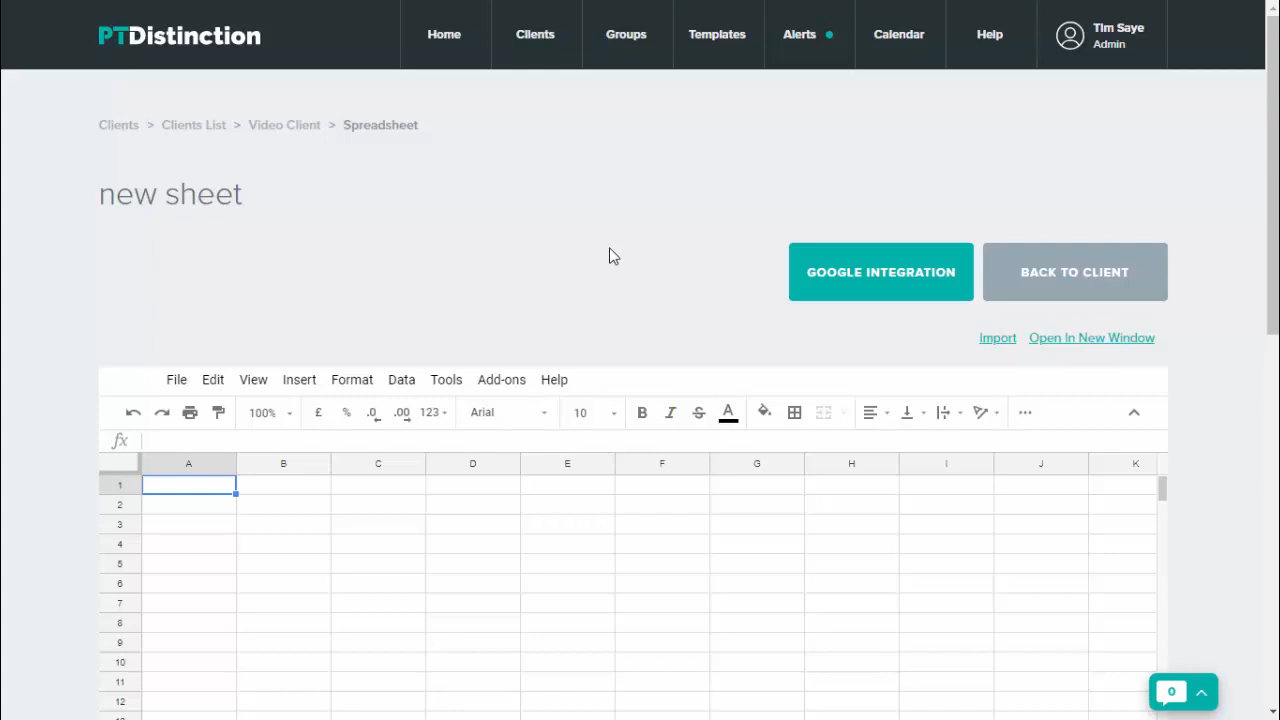 PTDistinction
Home Clients Groups Templates Alerts Calendar Help Tim Saye
Admin
Clients > Clients List > Video Client > Spreadsheet
new sheet
GOOGLE INTEGRATION BACK TO CLIENT
Import Open In New Window
File Edit View Insert Format Data Tools Add-ons Help
100% £ % .0 .00 123 Arial 10 B I S A ...
fx
A B C D E F G H I J K
1
2
3
4
5
6
7
8
9
10
11
12
0